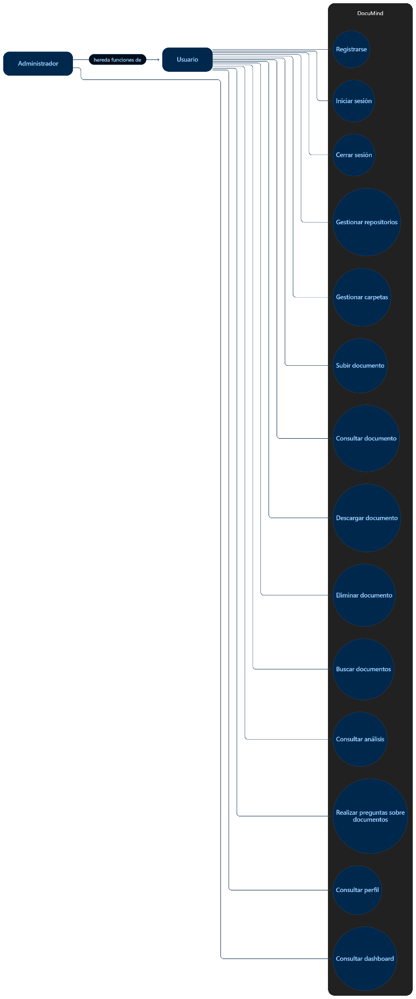 DocuMind
Registrarse
Administrador
hereda funciones de
Usuario
Iniciar sesión
Cerrar sesión
Gestionar repositorios
Gestionar carpetas
Subir documento
Consultar documento
Descargar documento
Eliminar documento
Buscar documentos
Consultar análisis
Realizar preguntas sobre
documentos
Consultar perfil
Consultar dashboard